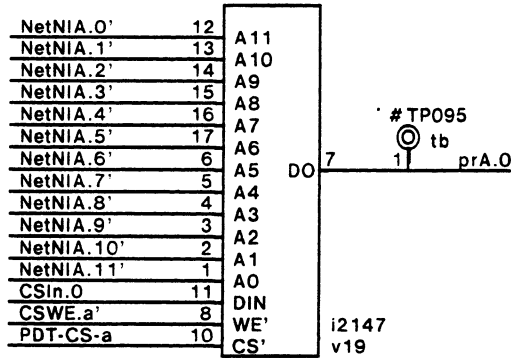 NetNIA.0' 12 A11
NetNIA.1' 13 A10
NetNIA.2' 14 A9
NetNIA.3' 15 A8
NetNIA.4' 16 A7
NetNIA.5' 17 A6
NetNIA.6' 6 A5
NetNIA.7' 5 A4
NetNIA.8' 4 A3
NetNIA.9' 3 A2
NetNIA.10' 2 A1
NetNIA.11' 1 A0
CSIn.0 11 DIN
CSWE.a' 8 WE'
PDT-CS-a 10 CS'
# TP095
tb
DO 7 1 prA.0
i2147
v19